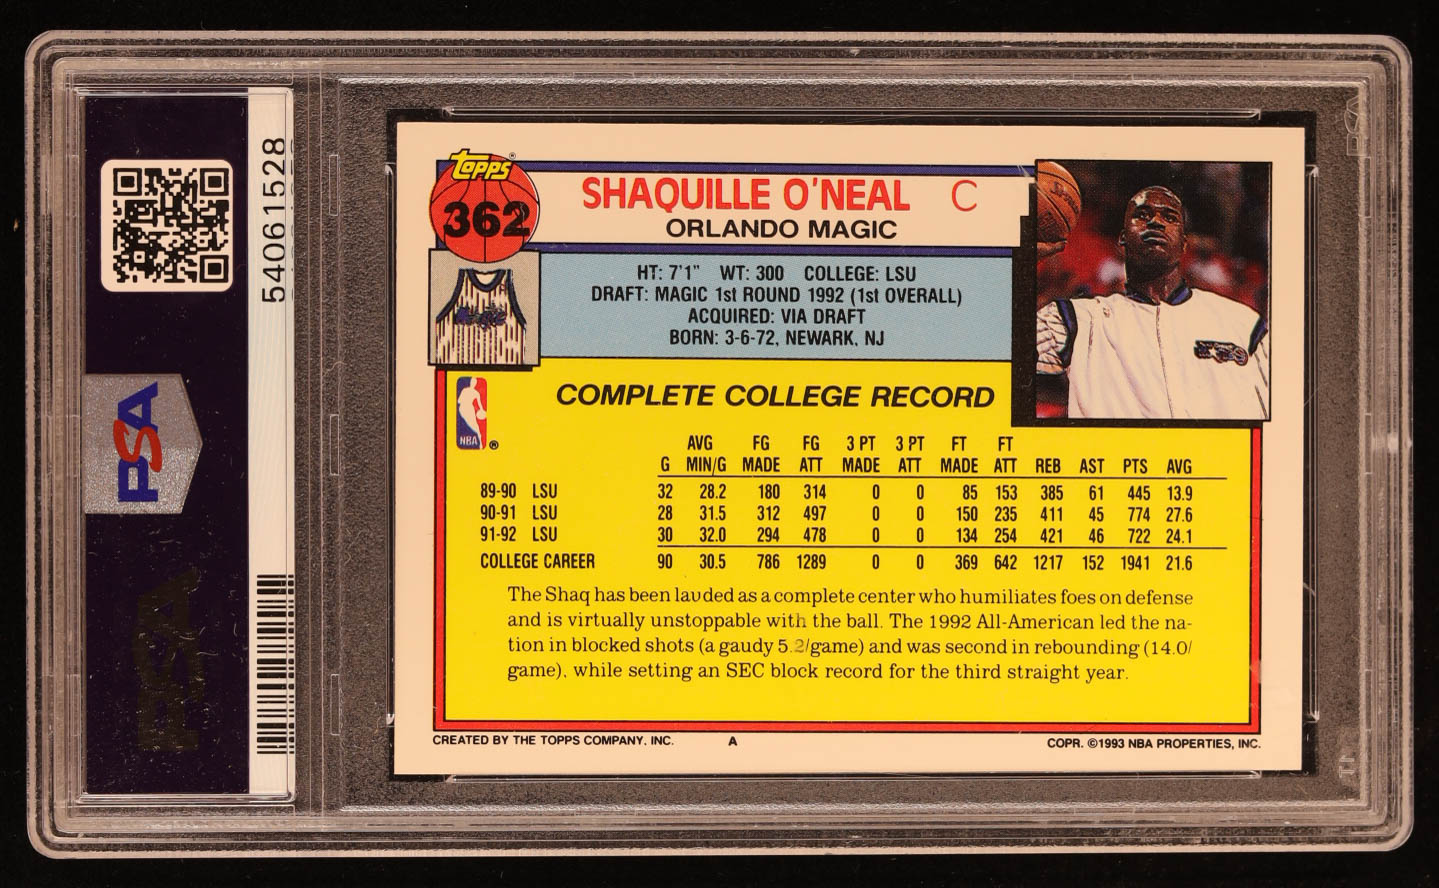 54061528
PSA
PSA
topps
362
SHAQUILLE O'NEAL C
ORLANDO MAGIC
HT: 7'1" WT: 300 COLLEGE: LSU
DRAFT: MAGIC 1st ROUND 1992 (1st OVERALL)
ACQUIRED: VIA DRAFT
BORN: 3-6-72, NEWARK, NJ
NBA ®
COMPLETE COLLEGE RECORD
G AVG MIN/G FG MADE FG ATT 3 PT MADE 3 PT ATT FT MADE FT ATT REB AST PTS AVG
89-90 LSU 32 28.2 180 314 0 0 85 153 385 61 445 13.9
90-91 LSU 28 31.5 312 497 0 0 150 235 411 45 774 27.6
91-92 LSU 30 32.0 294 478 0 0 134 254 421 46 722 24.1
COLLEGE CAREER 90 30.5 786 1289 0 0 369 642 1217 152 1941 21.6
The Shaq has been lauded as a complete center who humiliates foes on defense
and is virtually unstoppable with the ball. The 1992 All-American led the na-
tion in blocked shots (a gaudy 5.2/game) and was second in rebounding (14.0/
game), while setting an SEC block record for the third straight year.
CREATED BY THE TOPPS COMPANY, INC. A COPR. ©1993 NBA PROPERTIES, INC.